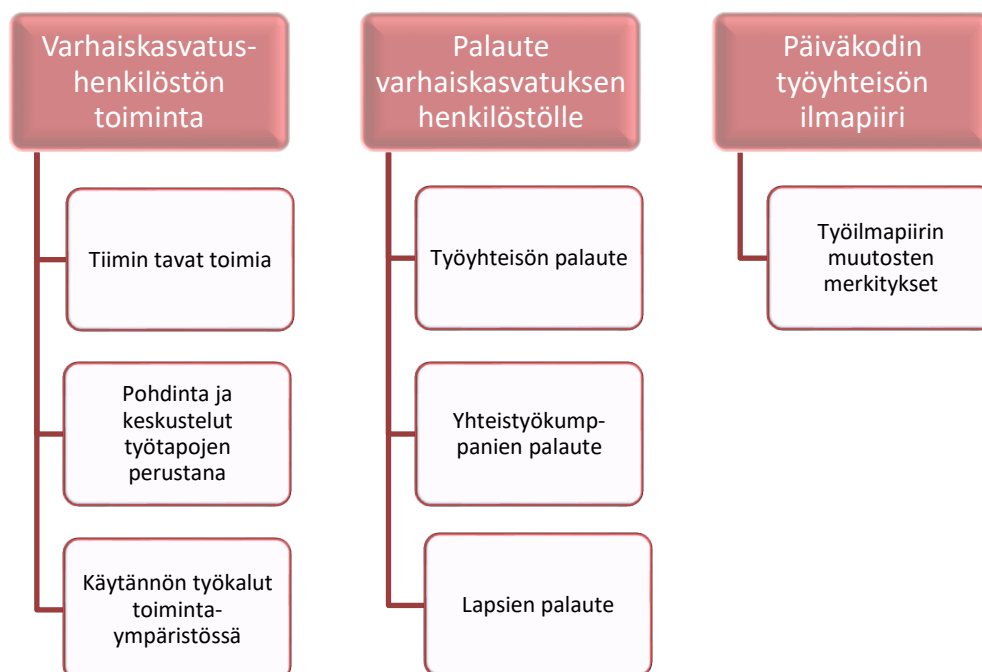 Varhaiskasvatus-
henkilöstön
toiminta
Tiimin tavat toimia
Pohdinta ja
keskustelut
työtapojen
perustana
Käytännön työkalut
toiminta-
ympäristössä
Palaute
varhaiskasvatuksen
henkilöstölle
Työyhteisön palaute
Yhteistyökump-
panien palaute
Lapsien palaute
Päiväkodin
työyhteisön
ilmapiiri
Työilmapiirin
muutosten
merkitykset